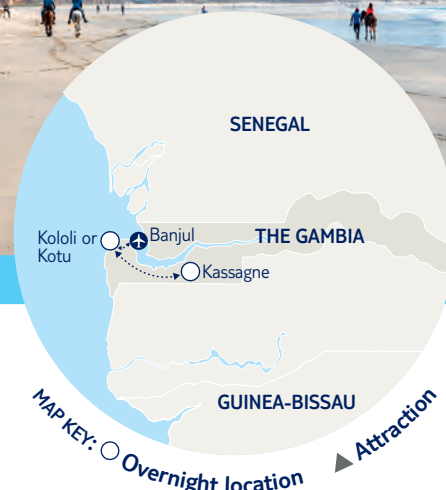 SENEGAL
Kololi or
Kotu
Banjul
THE GAMBIA
Kassagne
GUINEA-BISSAU
MAP KEY: Overnight location Attraction